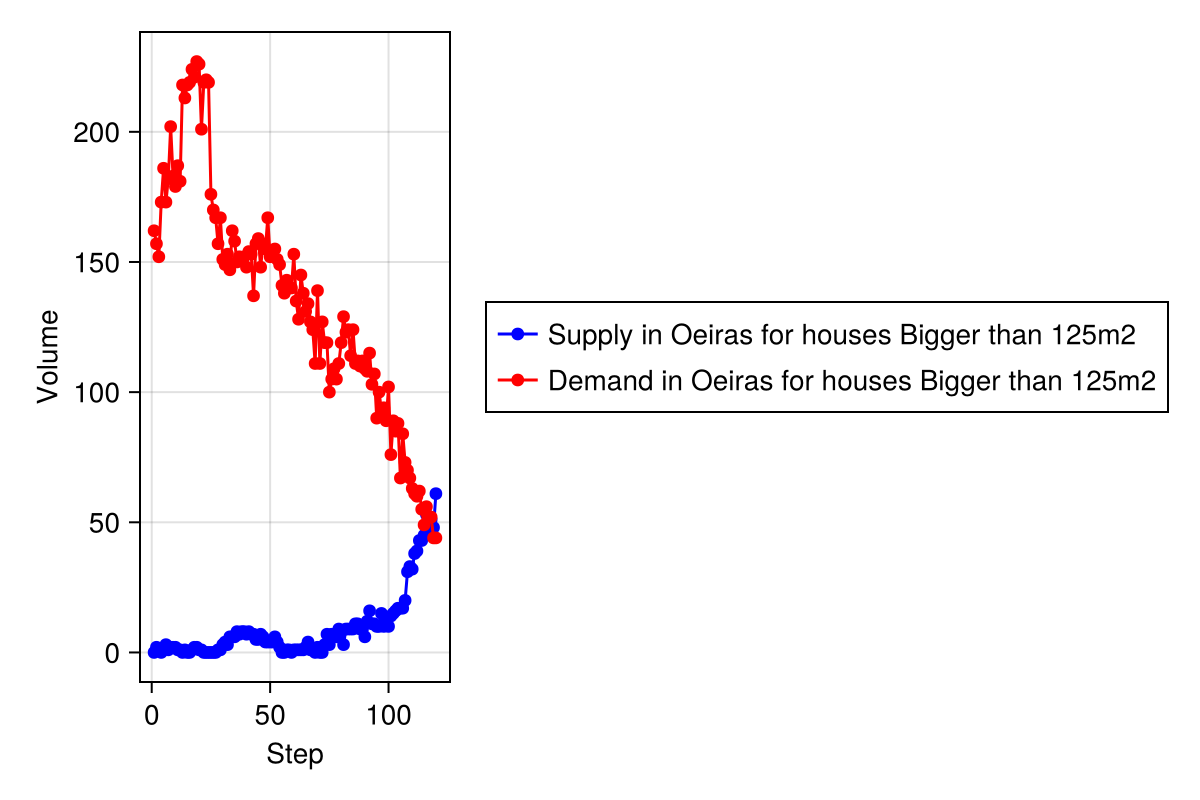 Volume
200
150
100
50
0
0 50 100
Step
Supply in Oeiras for houses Bigger than 125m2
Demand in Oeiras for houses Bigger than 125m2